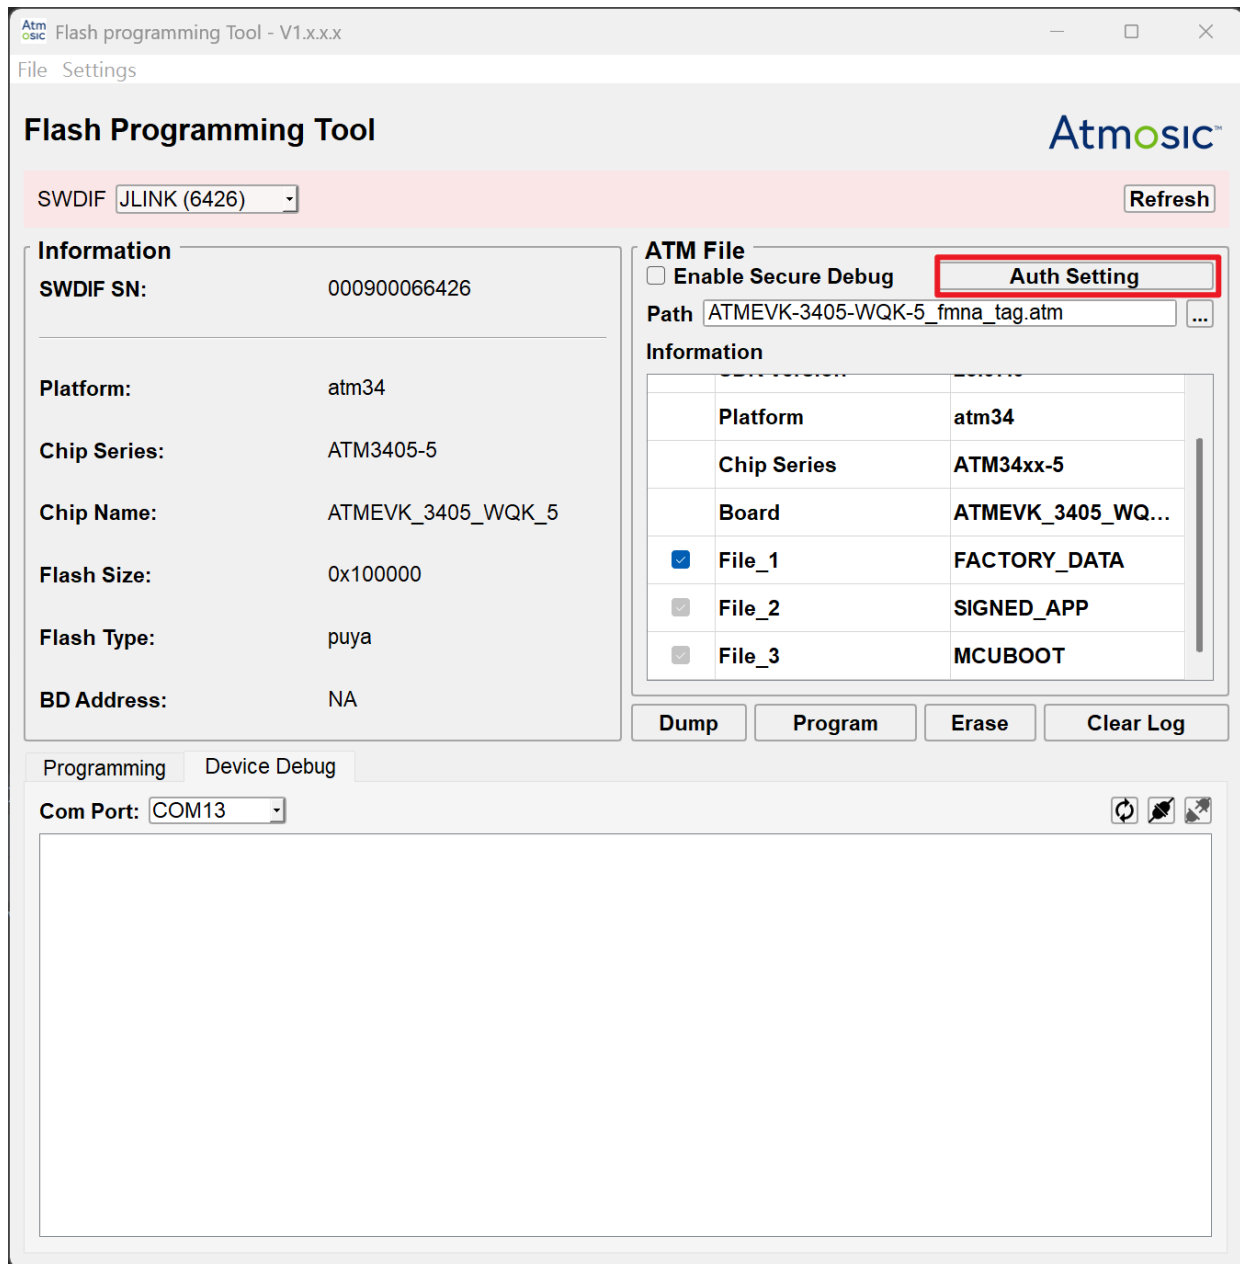 Atm
osic
Flash programming Tool - V1.x.x.x
File Settings
Flash Programming Tool
Atmosic™
SWDIF JLINK (6426)
Refresh
Information
SWDIF SN: 000900066426
Platform: atm34
Chip Series: ATM3405-5
Chip Name: ATMEVK_3405_WQK_5
Flash Size: 0x100000
Flash Type: puya
BD Address: NA
ATM File
Enable Secure Debug
Auth Setting
Path ATMEVK-3405-WQK-5_fmna_tag.atm ...
Information
Platform atm34
Chip Series ATM34xx-5
Board ATMEVK_3405_WQ...
File_1 FACTORY_DATA
File_2 SIGNED_APP
File_3 MCUBOOT
Dump Program Erase Clear Log
Programming Device Debug
Com Port: COM13